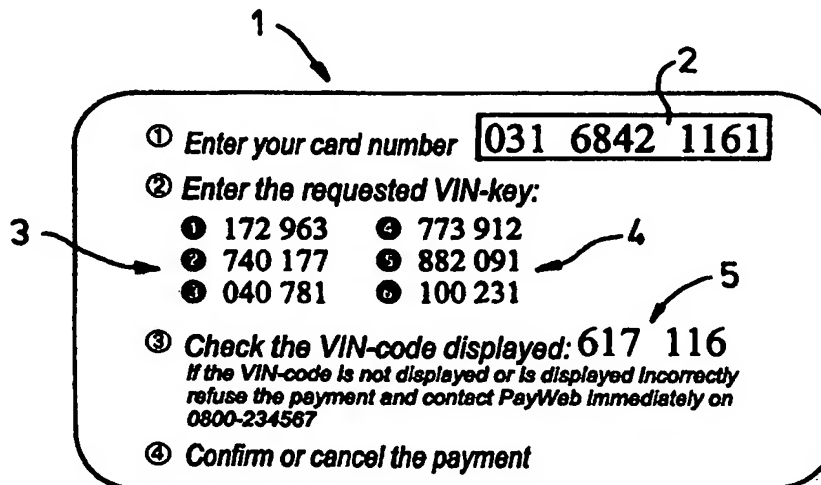 1
2
① Enter your card number 031 6842 1161
② Enter the requested VIN-key:
3
❶ 172 963 ❹ 773 912
4
❷ 740 177 ❺ 882 091
❸ 040 781 ❻ 100 231
5
③ Check the VIN-code displayed: 617 116
If the VIN-code is not displayed or is displayed incorrectly
refuse the payment and contact PayWeb immediately on
0800-234567
④ Confirm or cancel the payment